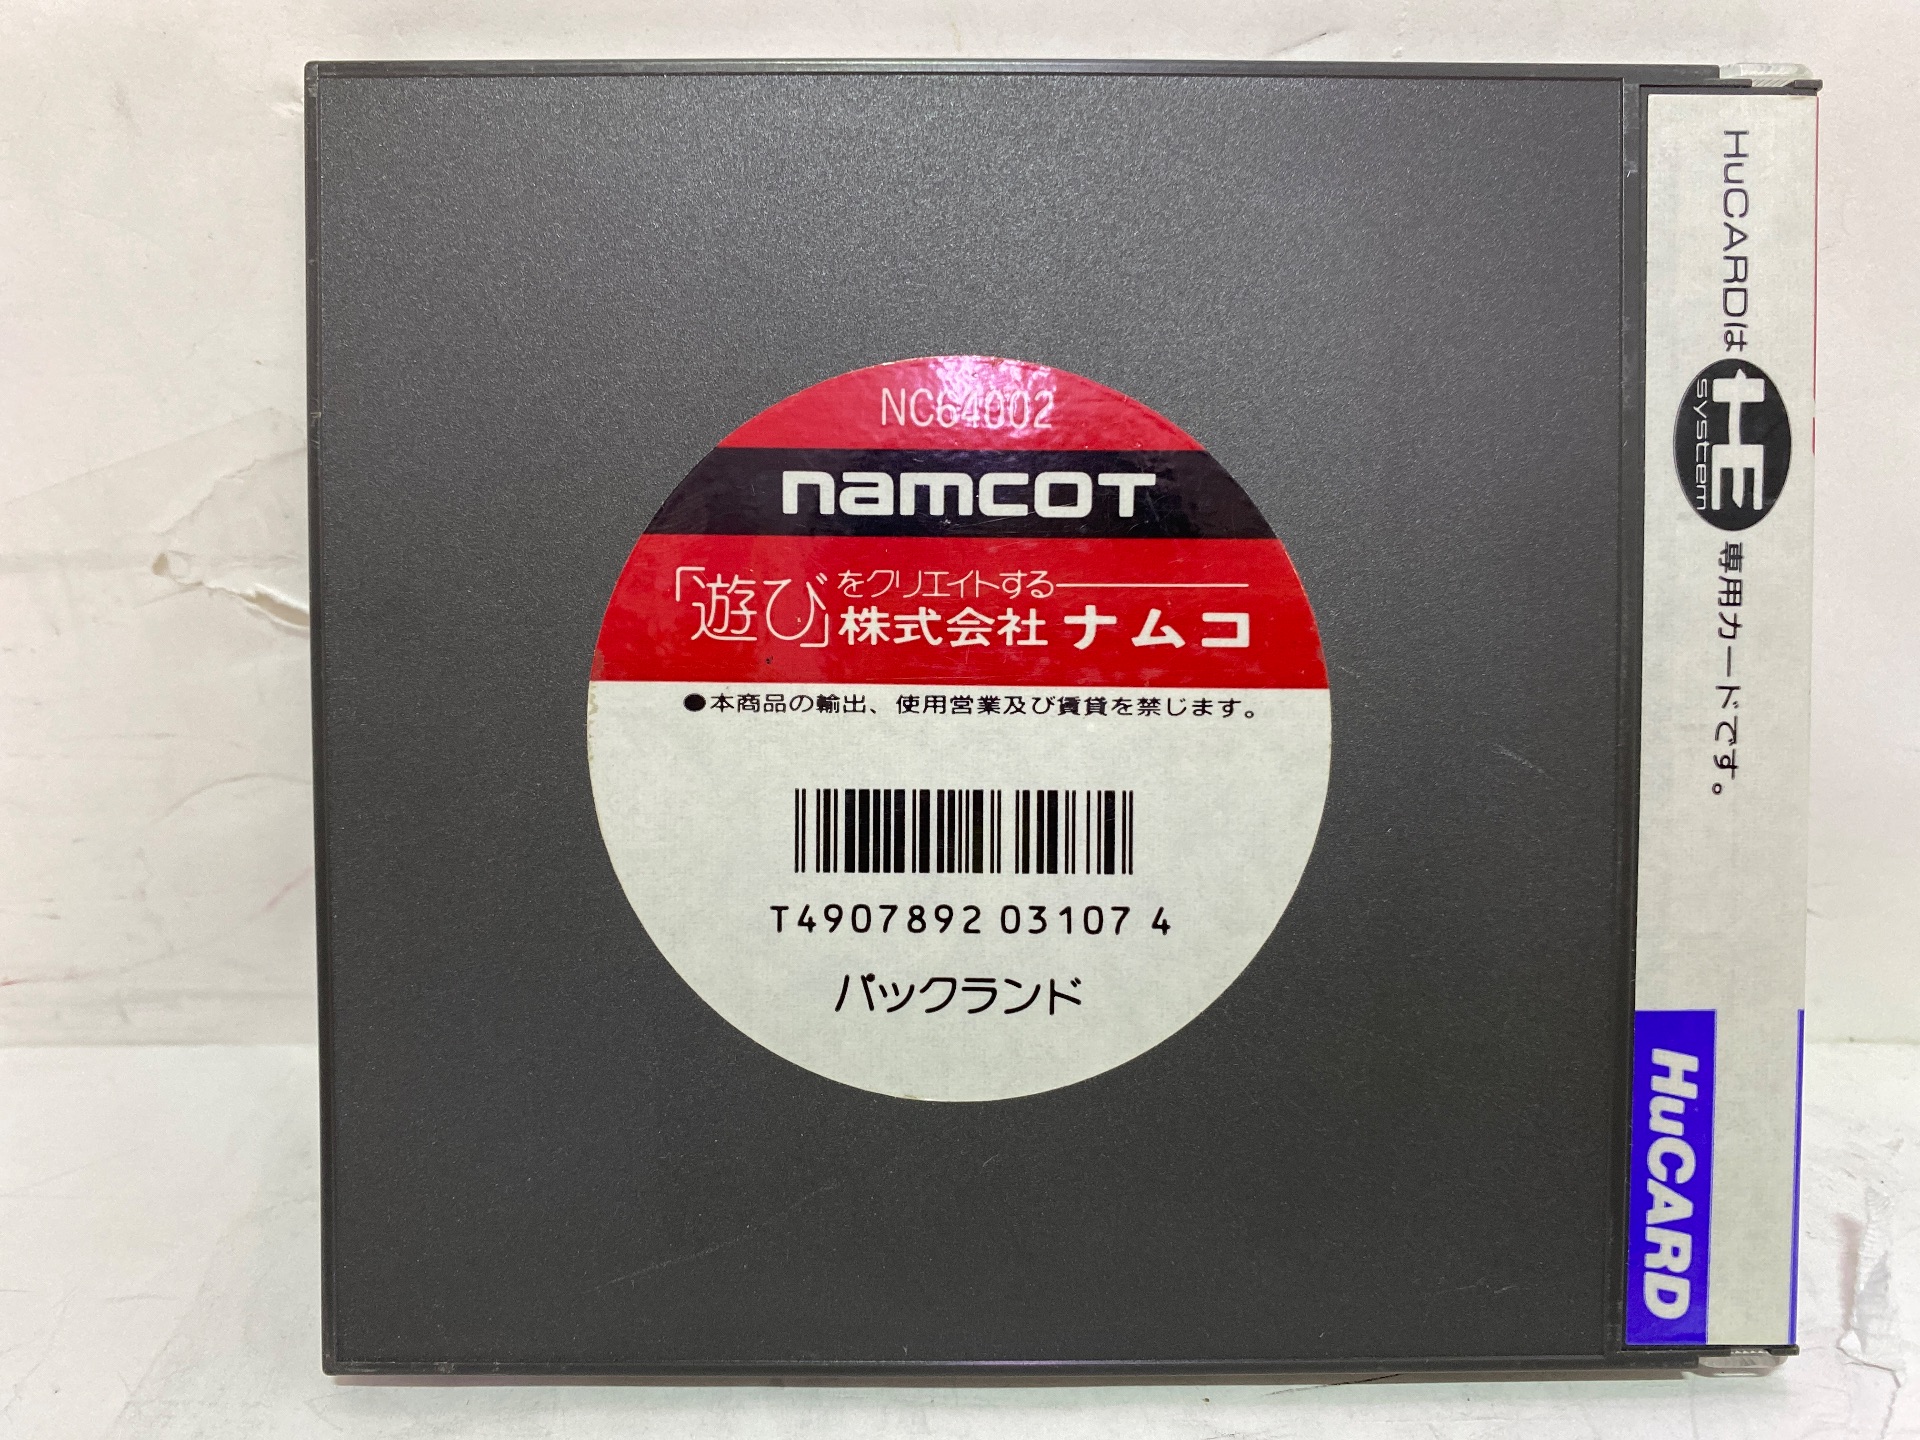 NC64002
namcoT
「遊び」をクリエイトする
株式会社 ナムコ
●本商品の輸出、使用営業及び賃貸を禁じます。
T4907892 03107 4
パックランド
HuCARDは HE system 専用カードです。
HuCARD